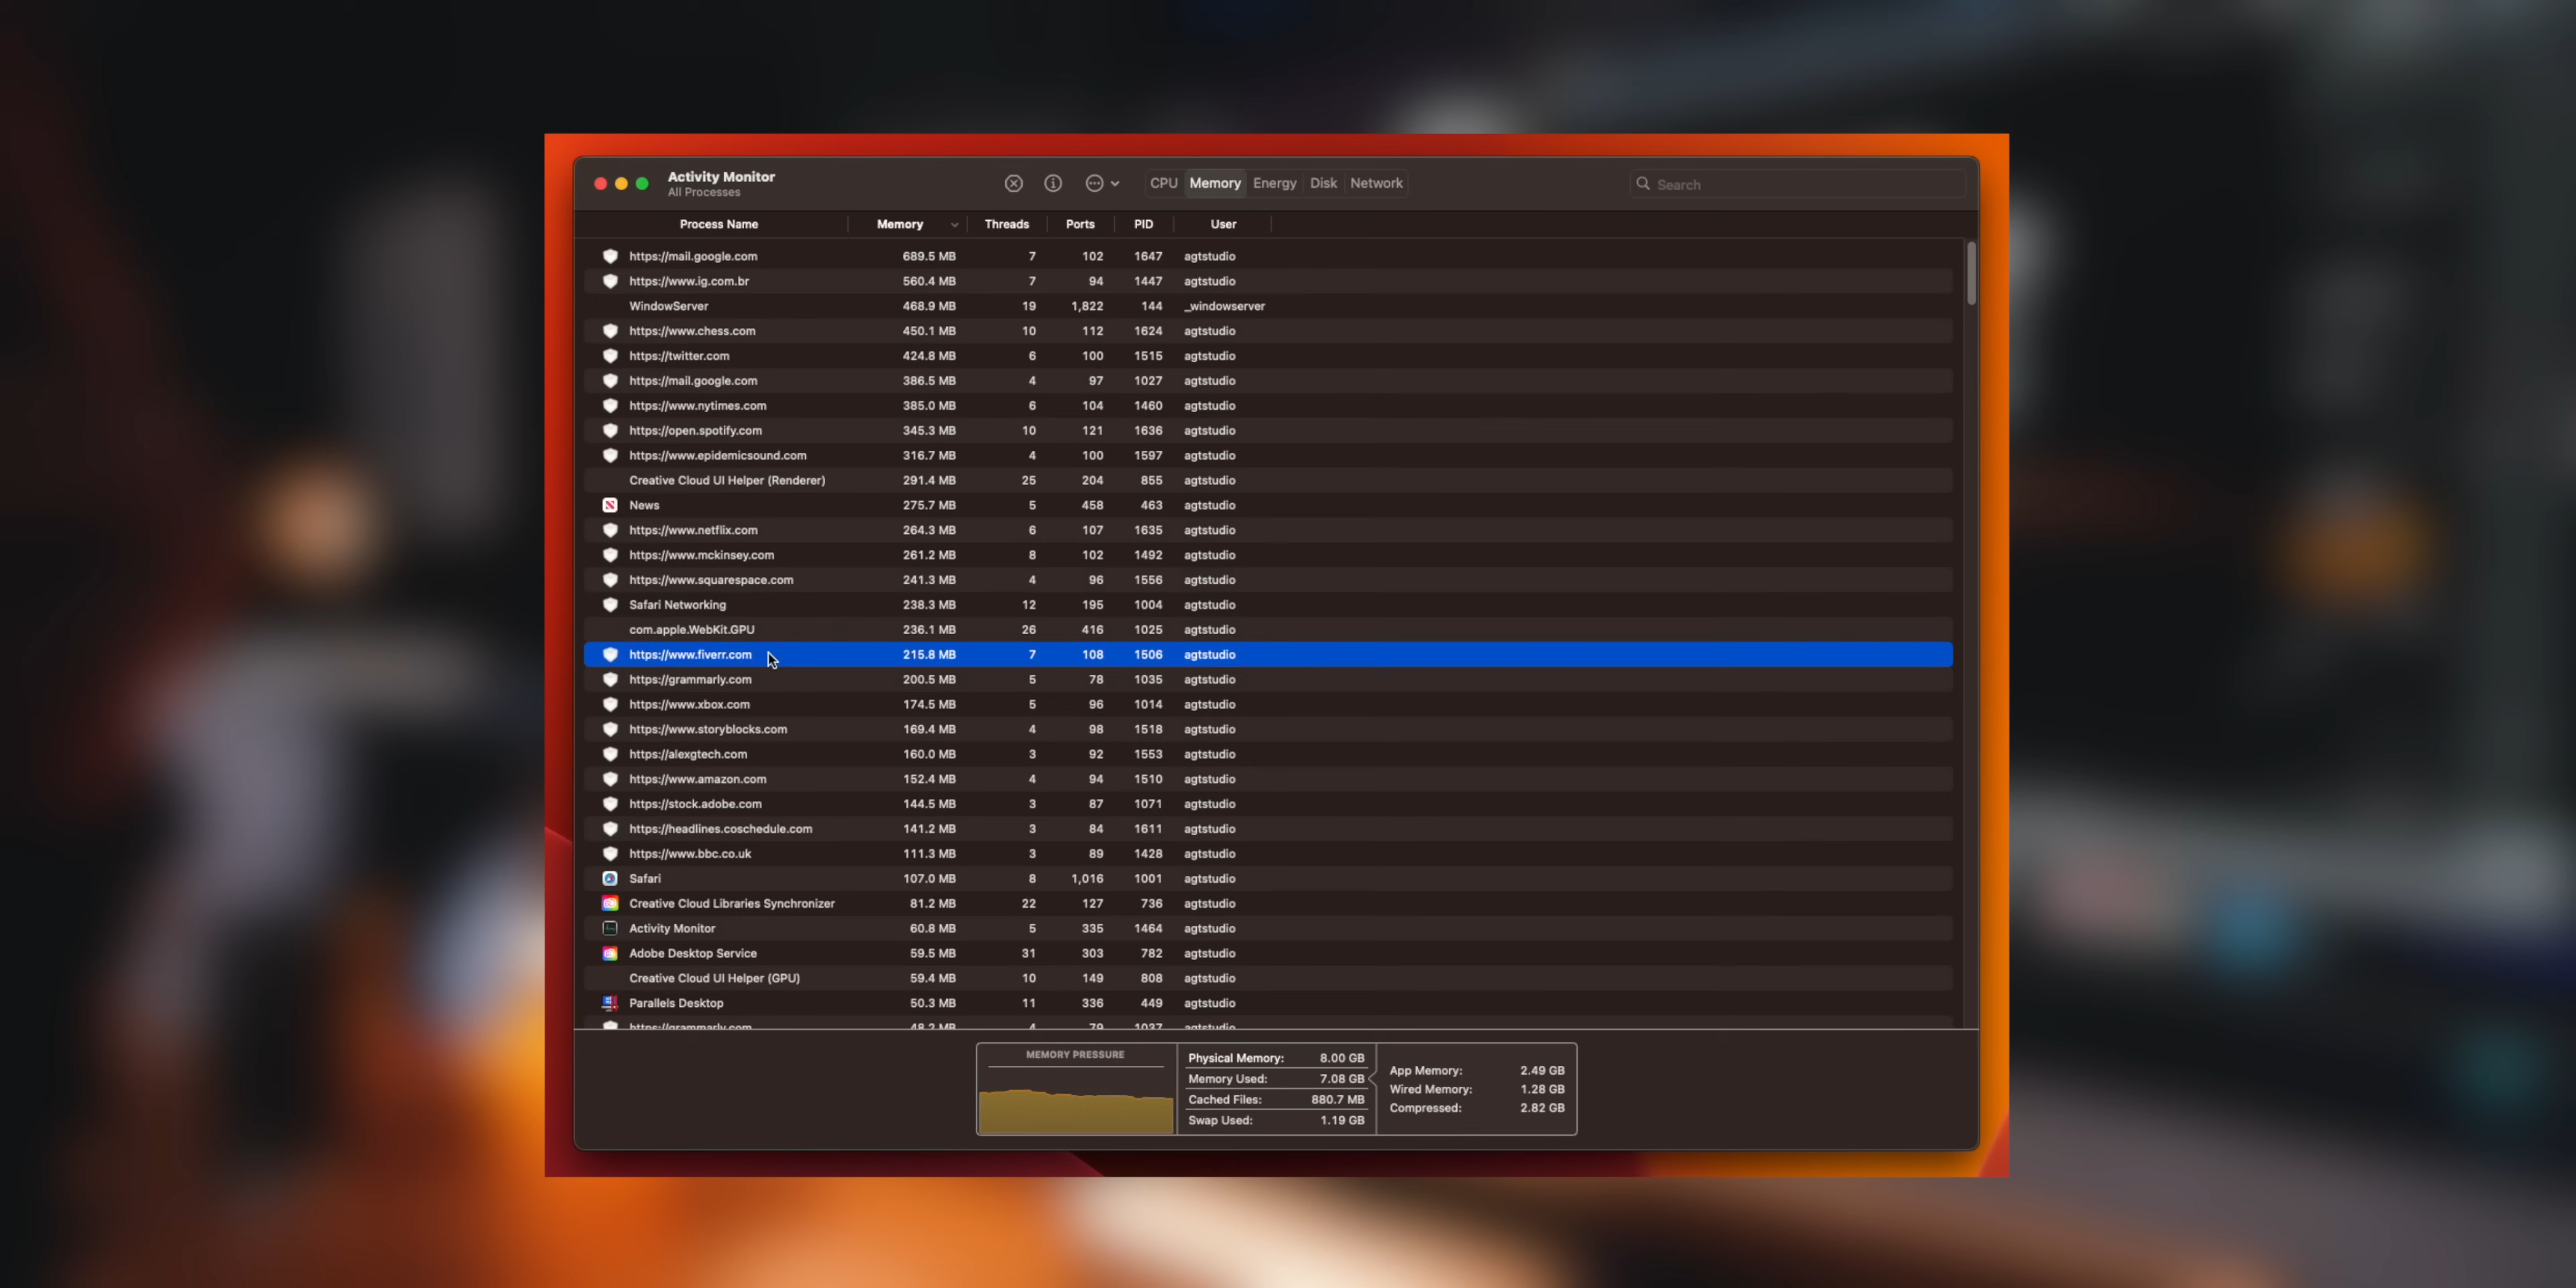 Activity Monitor
All Processes
CPU Memory Energy Disk Network
Search
Process Name Memory Threads Ports PID User
https://mail.google.com 689.5 MB 7 102 1647 agtstudio
https://www.ig.com.br 560.4 MB 7 94 1447 agtstudio
WindowServer 468.9 MB 19 1,822 144 _windowserver
https://www.chess.com 450.1 MB 10 112 1624 agtstudio
https://twitter.com 424.8 MB 6 100 1515 agtstudio
https://mail.google.com 386.5 MB 4 97 1027 agtstudio
https://www.nytimes.com 385.0 MB 6 104 1460 agtstudio
https://open.spotify.com 345.3 MB 10 121 1636 agtstudio
https://www.epidemicsound.com 316.7 MB 4 100 1597 agtstudio
Creative Cloud UI Helper (Renderer) 291.4 MB 25 204 855 agtstudio
News 275.7 MB 5 458 463 agtstudio
https://www.netflix.com 264.3 MB 6 107 1635 agtstudio
https://www.mckinsey.com 261.2 MB 8 102 1492 agtstudio
https://www.squarespace.com 241.3 MB 4 96 1556 agtstudio
Safari Networking 238.3 MB 12 195 1004 agtstudio
com.apple.WebKit.GPU 236.1 MB 26 416 1025 agtstudio
https://www.fiverr.com 215.8 MB 7 108 1506 agtstudio
https://grammarly.com 200.5 MB 5 78 1035 agtstudio
https://www.xbox.com 174.5 MB 5 96 1014 agtstudio
https://www.storyblocks.com 169.4 MB 4 98 1518 agtstudio
https://alexgtech.com 160.0 MB 3 92 1553 agtstudio
https://www.amazon.com 152.4 MB 4 94 1510 agtstudio
https://stock.adobe.com 144.5 MB 3 87 1071 agtstudio
https://headlines.coschedule.com 141.2 MB 3 84 1611 agtstudio
https://www.bbc.co.uk 111.3 MB 3 89 1428 agtstudio
Safari 107.0 MB 8 1,016 1001 agtstudio
Creative Cloud Libraries Synchronizer 81.2 MB 22 127 736 agtstudio
Activity Monitor 60.8 MB 5 335 1464 agtstudio
Adobe Desktop Service 59.5 MB 31 303 782 agtstudio
Creative Cloud UI Helper (GPU) 59.4 MB 10 149 808 agtstudio
Parallels Desktop 50.3 MB 11 336 449 agtstudio
https://grammarly.com 48.2 MB 4 79 1037 agtstudio
MEMORY PRESSURE
Physical Memory: 8.00 GB
Memory Used: 7.08 GB
Cached Files: 880.7 MB
Swap Used: 1.19 GB
App Memory: 2.49 GB
Wired Memory: 1.28 GB
Compressed: 2.82 GB